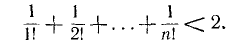 1/1! + 1/2! + ... + 1/n! < 2.